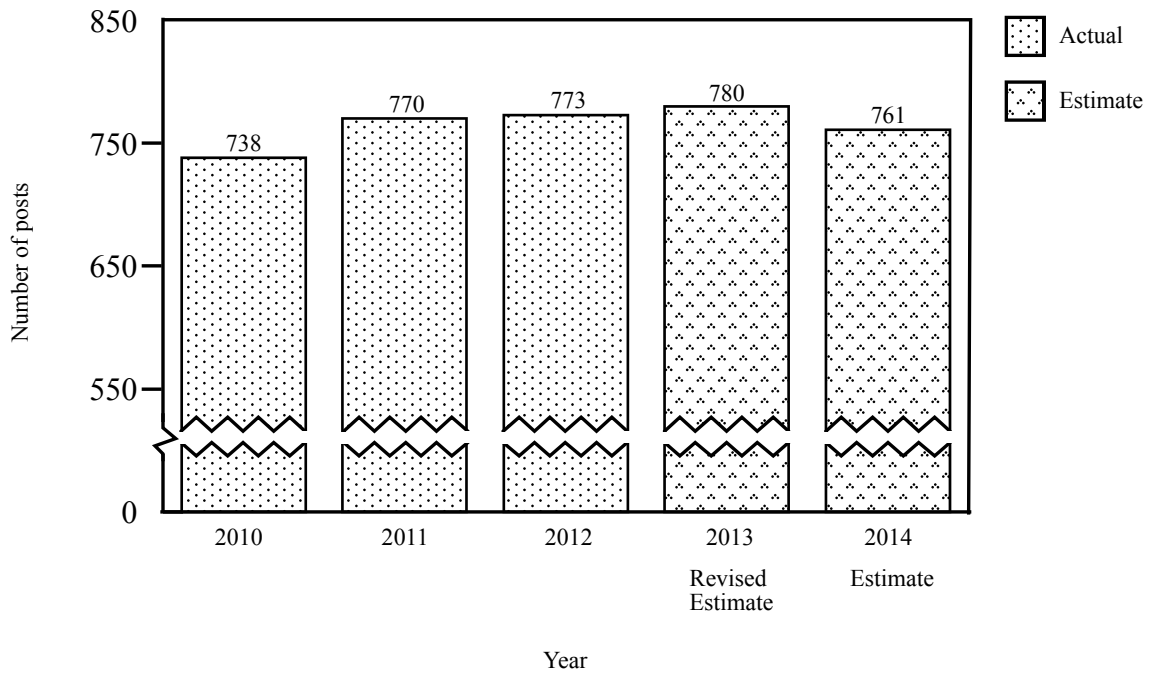 850
750
650
550
0
Number of posts
738
770
773
780
761
2010
2011
2012
2013
2014
Revised
Estimate
Estimate
Year
Actual
Estimate